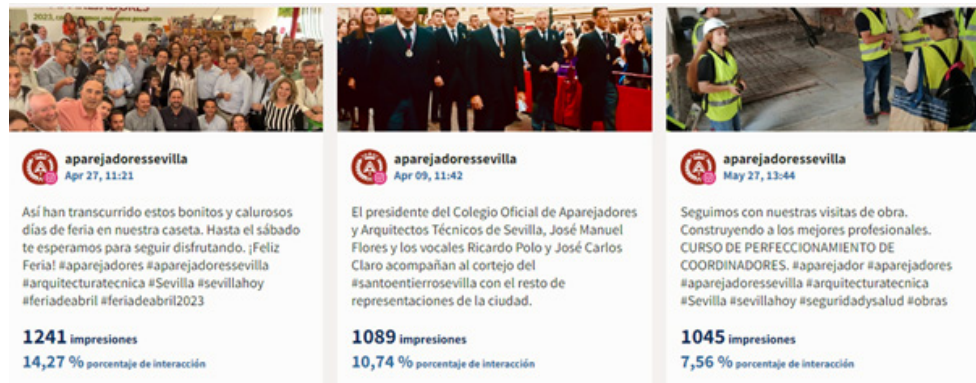 2023, comenzamos una nueva generación
aparejadoressevilla
Apr 27, 11:21
Así han transcurrido estos bonitos y calurosos
días de feria en nuestra caseta. Hasta el sábado
te esperamos para seguir disfrutando. ¡Feliz
Feria! #aparejadores #aparejadoressevilla
#arquitecturatecnica #Sevilla #sevillahoy
#feriadeabril #feriadeabril2023
1241 impresiones
14,27 % porcentaje de interacción
aparejadoressevilla
Apr 09, 11:42
El presidente del Colegio Oficial de Aparejadores
y Arquitectos Técnicos de Sevilla, José Manuel
Flores y los vocales Ricardo Polo y José Carlos
Claro acompañan al cortejo del
#santoentierrosevilla con el resto de
representaciones de la ciudad.
1089 impresiones
10,74 % porcentaje de interacción
aparejadoressevilla
May 27, 13:44
Seguimos con nuestras visitas de obra.
Construyendo a los mejores profesionales.
CURSO DE PERFECCIONAMIENTO DE
COORDINADORES. #aparejador #aparejadores
#aparejadoressevilla #arquitecturatecnica
#Sevilla #sevillahoy #seguridadysalud #obras
1045 impresiones
7,56 % porcentaje de interacción